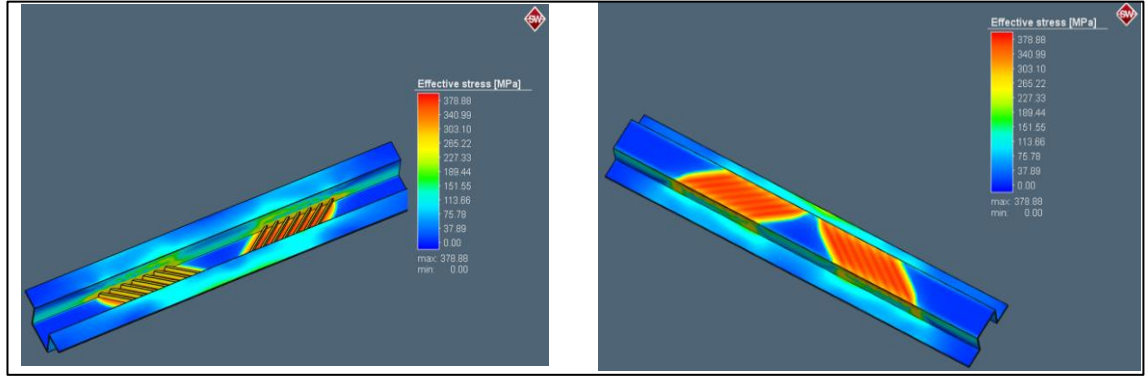 SW
Effective stress [MPa]
378.88
340.99
303.10
265.22
227.33
189.44
151.55
113.66
75.78
37.89
0.00
max: 378.88
min: 0.00
SW
Effective stress [MPa]
378.88
340.99
303.10
265.22
227.33
189.44
151.55
113.66
75.78
37.89
0.00
max: 378.88
min: 0.00